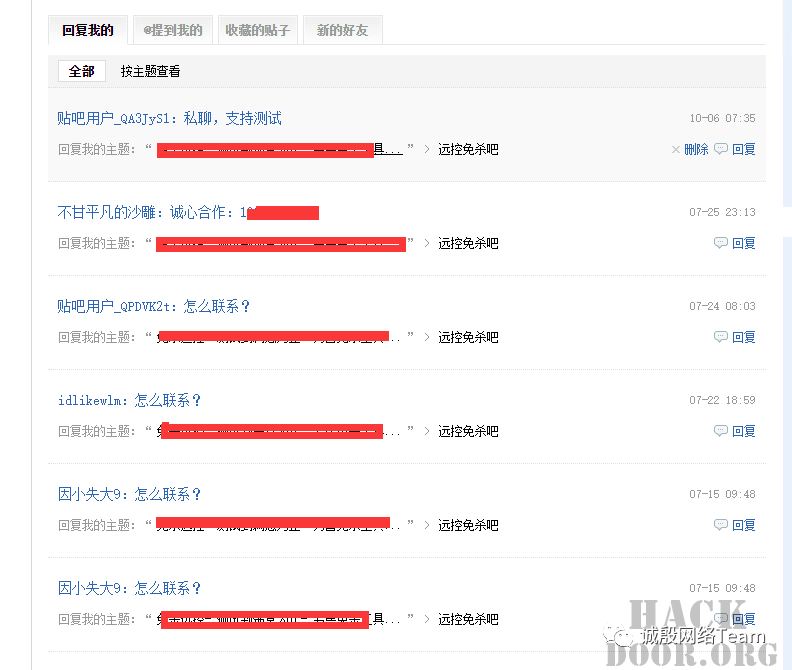 回复我的 @提到我的 收藏的贴子 新的好友
全部 按主题查看
贴吧用户_QA3JySl：私聊，支持测试 10-06 07:35
回复我的主题：“ 具... ” > 远控免杀吧 × 删除 回复
不甘平凡的沙雕：诚心合作：1 07-25 23:13
回复我的主题：“ ” > 远控免杀吧 回复
贴吧用户_QPDVK2t：怎么联系？ 07-24 08:03
回复我的主题：“ .. ” > 远控免杀吧 回复
idlikewlm：怎么联系？ 07-22 18:59
回复我的主题：“ ... ” > 远控免杀吧 回复
因小失大9：怎么联系？ 07-15 09:48
回复我的主题：“ .. ” > 远控免杀吧 回复
因小失大9：怎么联系？ 07-15 09:48
回复我的主题：“ 具... ” > 远控免杀吧 回复
HACK
诚殷网络Team
DOOR.ORG